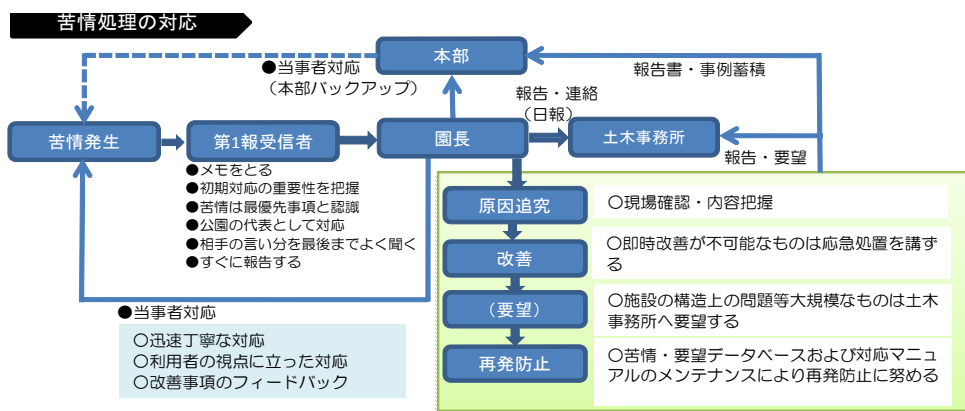 苦情処理の対応
本部
●当事者対応
（本部バックアップ）
報告書・事例蓄積
報告・連絡
（日報）
苦情発生
第1報受信者
園長
土木事務所
報告・要望
●メモをとる
●初期対応の重要性を把握
●苦情は最優先事項と認識
●公園の代表として対応
●相手の言い分を最後までよく聞く
●すぐに報告する
原因追究
〇現場確認・内容把握
改善
〇即時改善が不可能なものは応急処置を講ず
る
（要望）
〇施設の構造上の問題等大規模なものは土木
事務所へ要望する
再発防止
〇苦情・要望データベースおよび対応マニュ
アルのメンテナンスにより再発防止に努める
●当事者対応
〇迅速丁寧な対応
〇利用者の視点に立った対応
〇改善事項のフィードバック